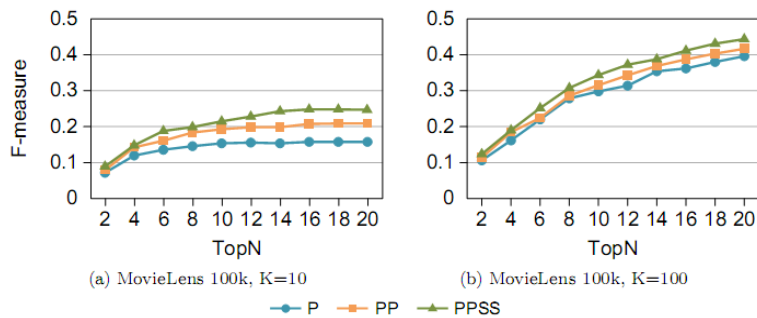 F-measure
0.5
0.4
0.3
0.2
0.1
0
2 4 6 8 10 12 14 16 18 20
TopN
(a) MovieLens 100k, K=10
0.5
0.4
0.3
0.2
0.1
0
2 4 6 8 10 12 14 16 18 20
TopN
(b) MovieLens 100k, K=100
P PP PPSS